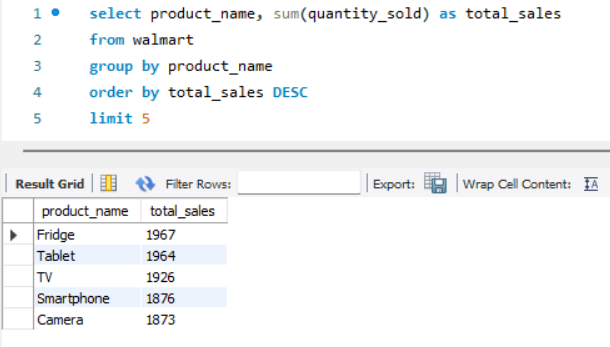 1 select product_name, sum(quantity_sold) as total_sales
2 from walmart
3 group by product_name
4 order by total_sales DESC
5 limit 5
Result Grid Filter Rows: Export: Wrap Cell Content: IA
product_name total_sales
Fridge 1967
Tablet 1964
TV 1926
Smartphone 1876
Camera 1873